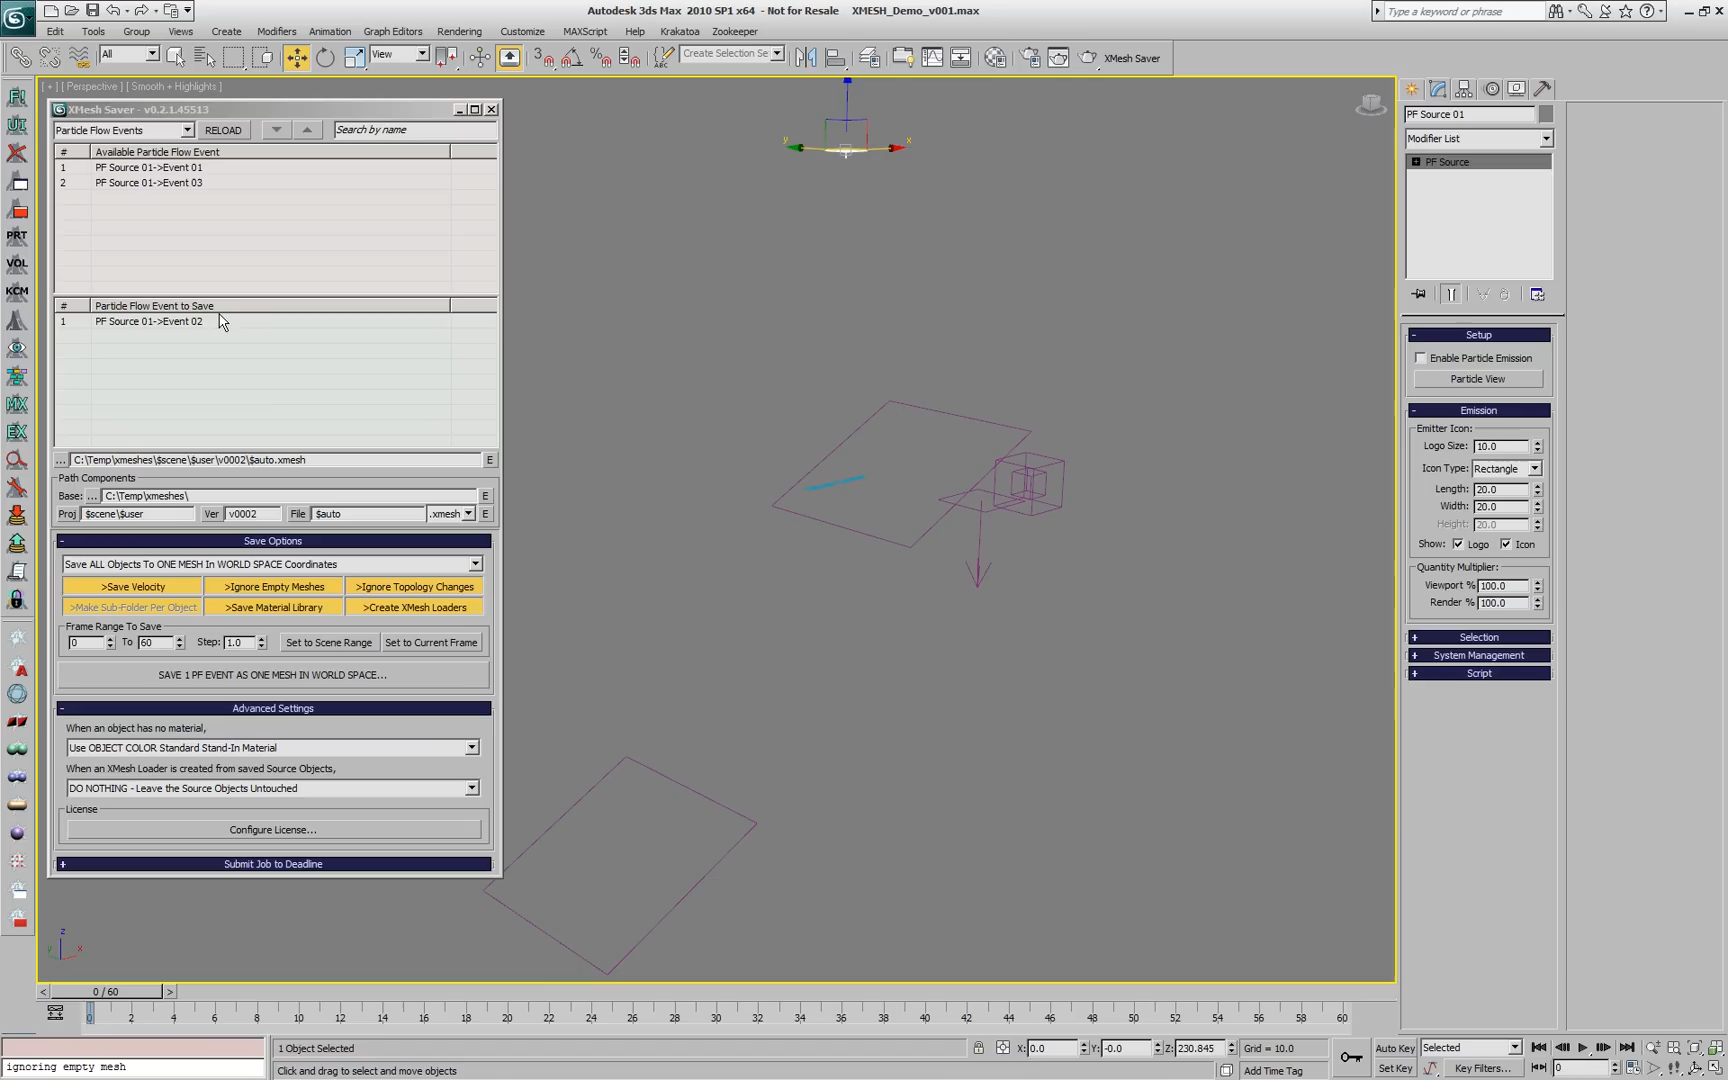 Autodesk 3ds Max 2010 SP1 x64 - Not for Resale XMESH_Demo_v001.max
Type a keyword or phrase
Edit Tools Group Views Create Modifiers Animation Graph Editors Rendering Customize MAXScript Help Krakatoa Zookeeper
All View Create Selection Se XMesh Saver
[ + ] [ Perspective ] [ Smooth + Highlights ]
XMesh Saver - v0.2.1.45513
Particle Flow Events RELOAD Search by name
# Available Particle Flow Event
1 PF Source 01->Event 01
2 PF Source 01->Event 03
# Particle Flow Event to Save
1 PF Source 01->Event 02
... C:\Temp\xmeshes\$scene\$user\v0002\$auto.xmesh E
Path Components
Base: ... C:\Temp\xmeshes\ E
Proj $scene\$user Ver v0002 File $auto .xmesh E
- Save Options
Save ALL Objects To ONE MESH In WORLD SPACE Coordinates
>Save Velocity >Ignore Empty Meshes >Ignore Topology Changes
>Make Sub-Folder Per Object >Save Material Library >Create XMesh Loaders
Frame Range To Save
0 To 60 Step: 1.0 Set to Scene Range Set to Current Frame
SAVE 1 PF EVENT AS ONE MESH IN WORLD SPACE...
- Advanced Settings
When an object has no material,
Use OBJECT COLOR Standard Stand-In Material
When an XMesh Loader is created from saved Source Objects,
DO NOTHING - Leave the Source Objects Untouched
License
Configure License...
+ Submit Job to Deadline
F!
UI
PRT
VOL
KCM
MX
EX
y x
z
y x
PF Source 01
Modifier List
PF Source
- Setup
Enable Particle Emission
Particle View
- Emission
Emitter Icon:
Logo Size: 10.0
Icon Type: Rectangle
Length: 20.0
Width: 20.0
Height: 20.0
Show: Logo Icon
Quantity Multiplier:
Viewport % 100.0
Render % 100.0
+ Selection
+ System Management
+ Script
< 0 / 60 >
0 2 4 6 8 10 12 14 16 18 20 22 24 26 28 30 32 34 36 38 40 42 44 46 48 50 52 54 56 58 60
1 Object Selected X: 0.0 Y: -0.0 Z: 230.845 Grid = 10.0 Auto Key Selected
ignoring empty mesh Click and drag to select and move objects Add Time Tag Set Key Key Filters... 0